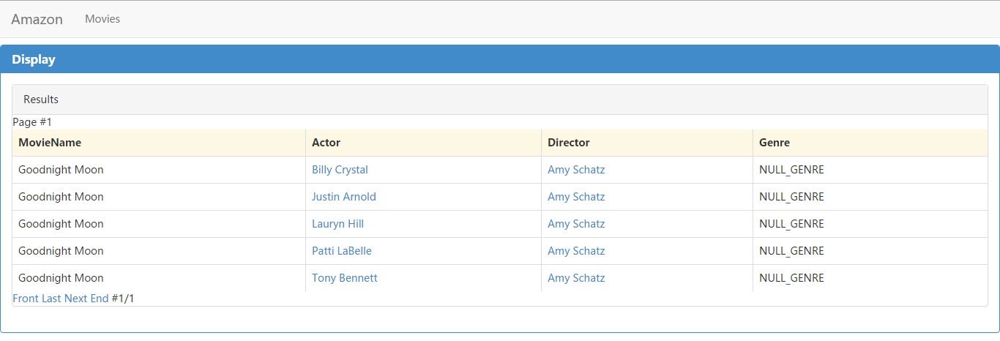 Amazon Movies
Display
Results
Page #1
MovieName Actor Director Genre
Goodnight Moon Billy Crystal Amy Schatz NULL_GENRE
Goodnight Moon Justin Arnold Amy Schatz NULL_GENRE
Goodnight Moon Lauryn Hill Amy Schatz NULL_GENRE
Goodnight Moon Patti LaBelle Amy Schatz NULL_GENRE
Goodnight Moon Tony Bennett Amy Schatz NULL_GENRE
Front Last Next End #1/1